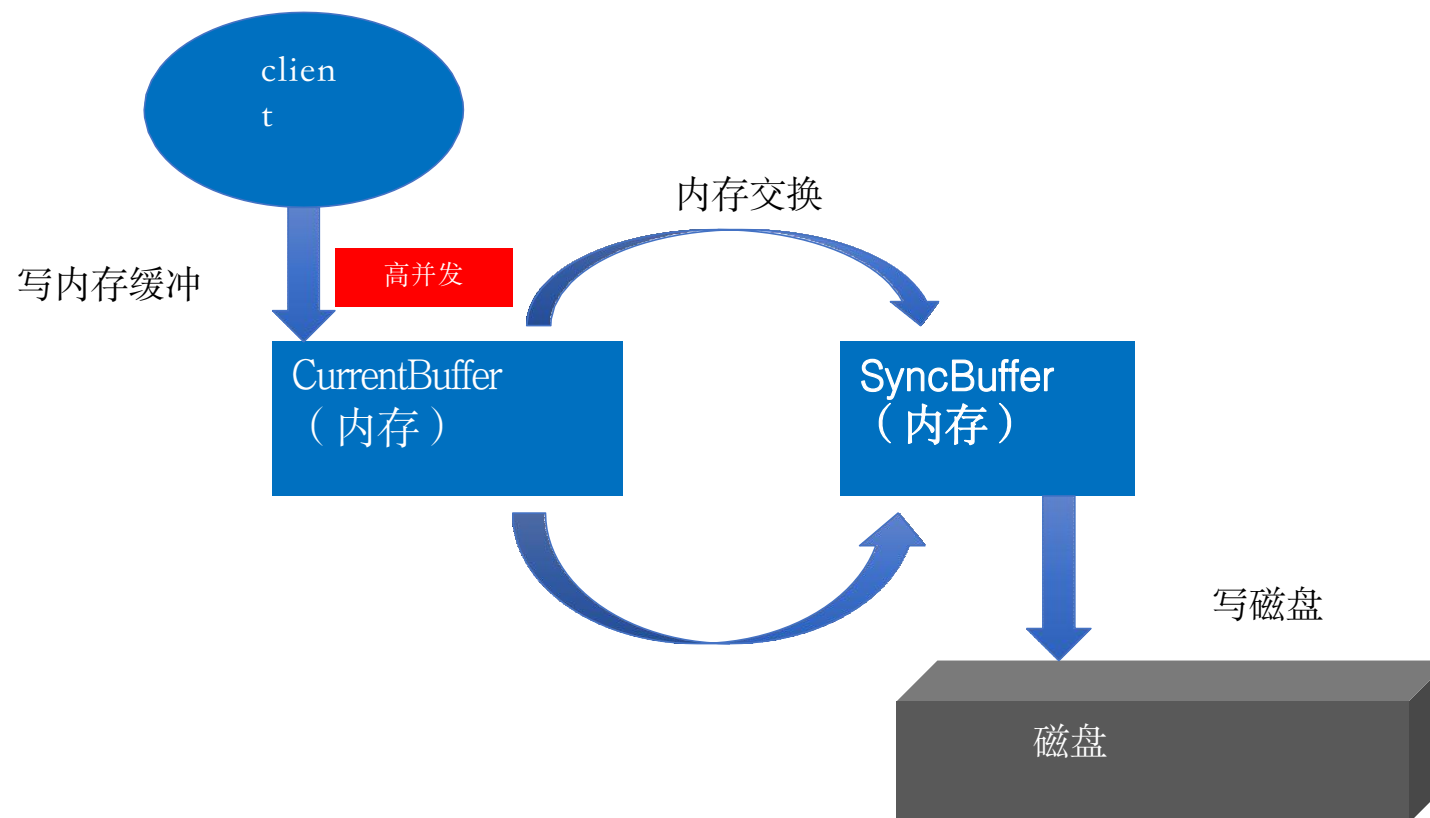 clien
t
内存交换
写内存缓冲
高并发
CurrentBuffer
（内存）
SyncBuffer
（内存）
写磁盘
磁盘